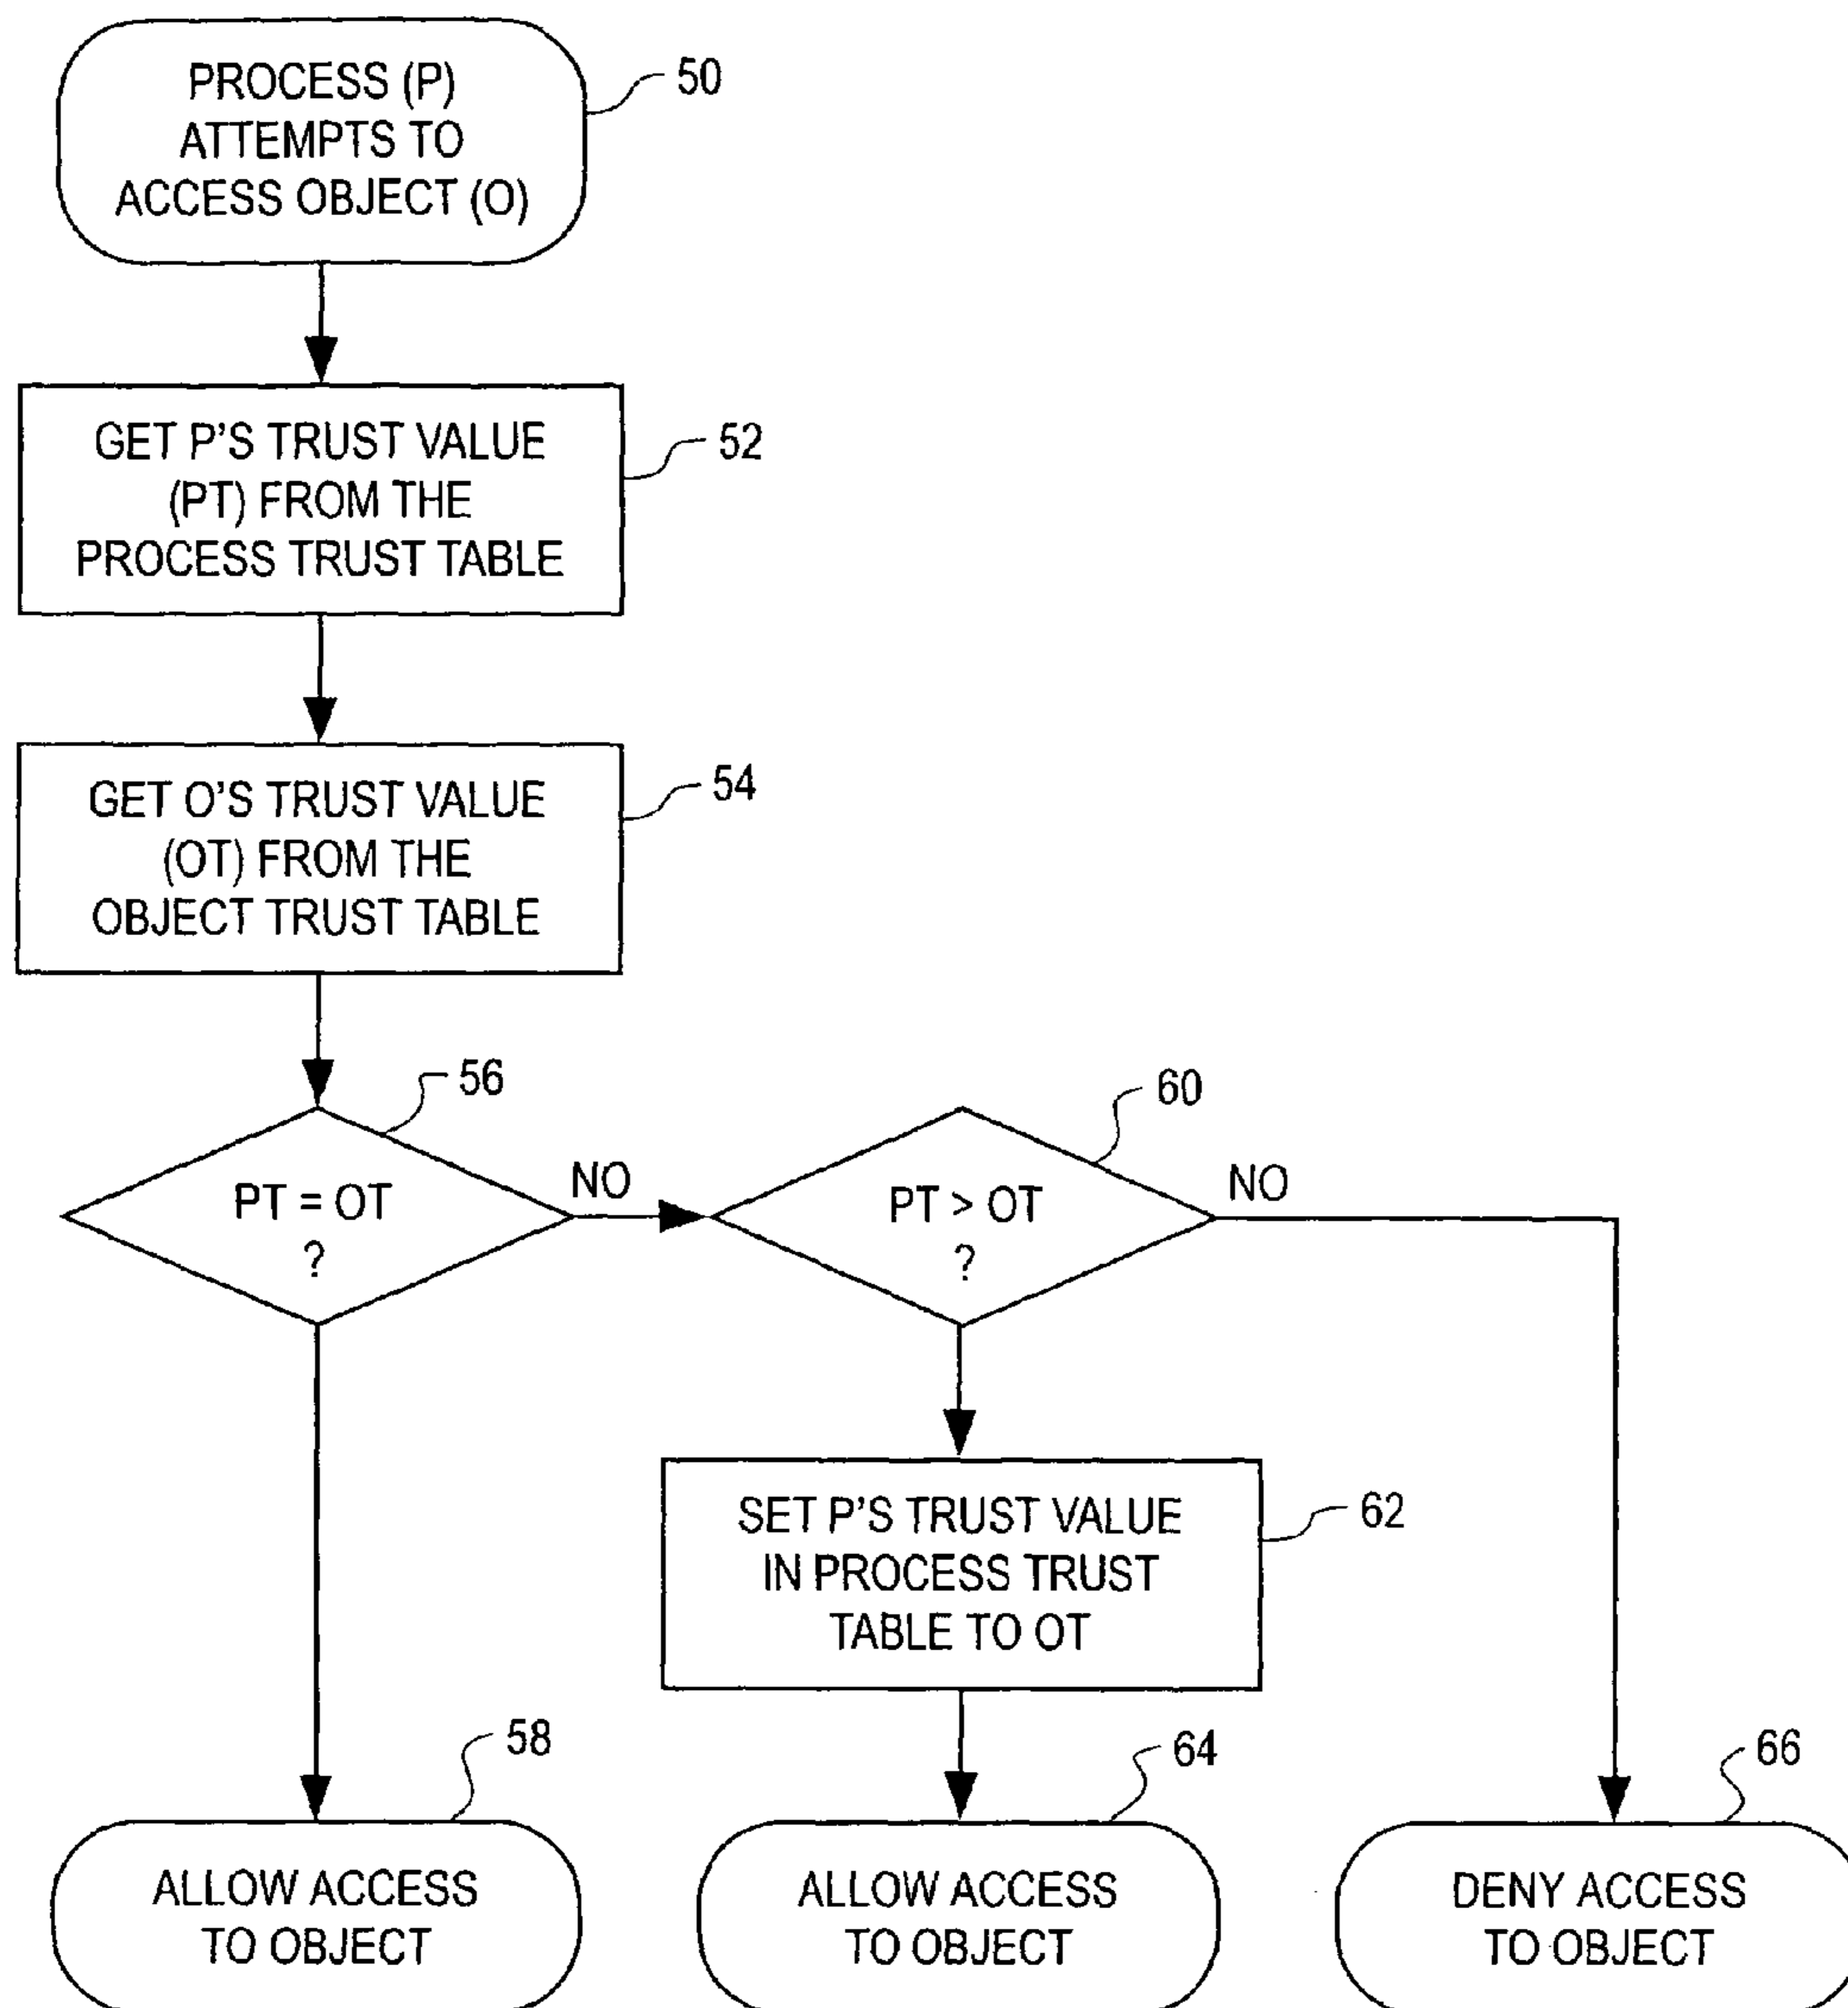 PROCESS (P)
ATTEMPTS TO
ACCESS OBJECT (O)
50
GET P'S TRUST VALUE
(PT) FROM THE
PROCESS TRUST TABLE
52
GET O'S TRUST VALUE
(OT) FROM THE
OBJECT TRUST TABLE
54
56
PT = OT
?
NO
60
PT > OT
?
NO
SET P'S TRUST VALUE
IN PROCESS TRUST
TABLE TO OT
62
58
ALLOW ACCESS
TO OBJECT
64
ALLOW ACCESS
TO OBJECT
66
DENY ACCESS
TO OBJECT